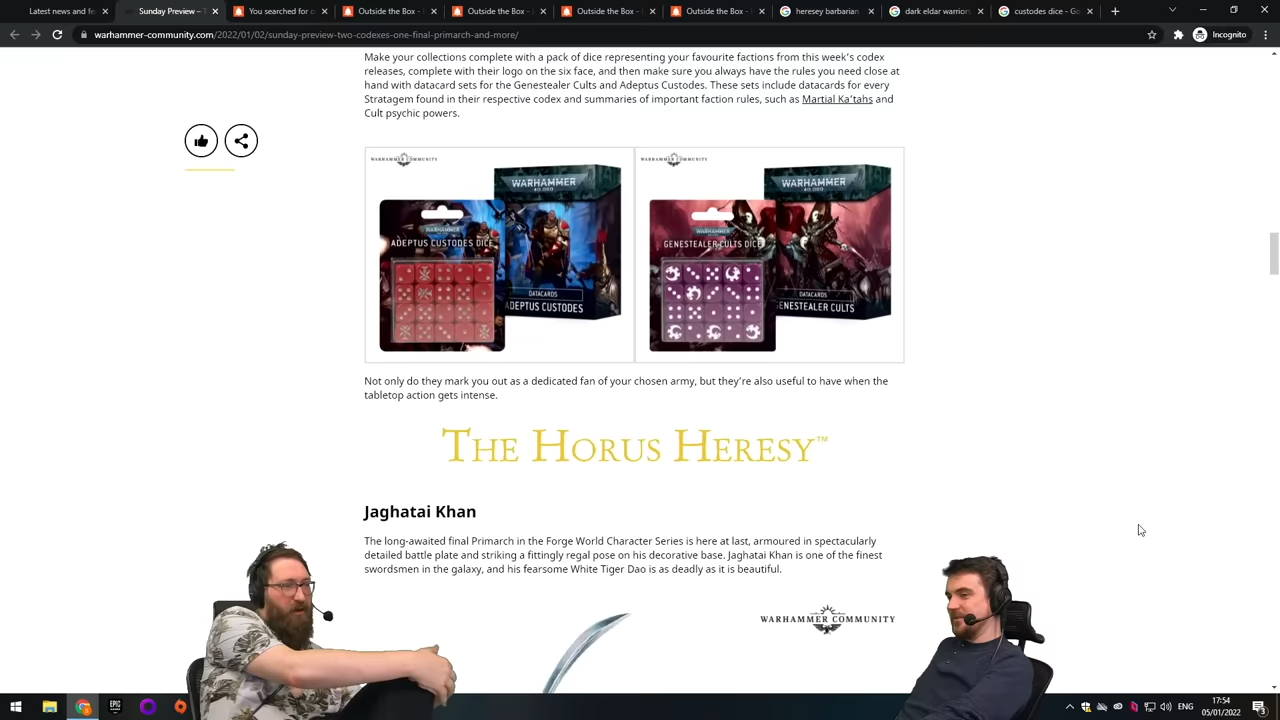 Latest news and fe
Sunday Preview – T
You searched for c
Outside the Box –
Outside the Box –
Outside the Box –
Outside the Box –
heresey barbarian
dark eldar warriors
custodes dice - Go
warhammer-community.com/2022/01/02/sunday-preview-two-codexes-one-final-primarch-and-more/
Incognito
Make your collections complete with a pack of dice representing your favourite factions from this week's codex
releases, complete with their logo on the six face, and then make sure you always have the rules you need close at
hand with datacard sets for the Genestealer Cults and Adeptus Custodes. These sets include datacards for every
Stratagem found in their respective codex and summaries of important faction rules, such as Martial Ka'tahs and
Cult psychic powers.
WARHAMMER COMMUNITY
WARHAMMER
40,000
WARHAMMER
ADEPTUS CUSTODES DICE
DATACARDS
ADEPTUS CUSTODES
WARHAMMER COMMUNITY
WARHAMMER
40,000
WARHAMMER
GENESTEALER CULTS DICE
DATACARDS
ENESTEALER CULTS
Not only do they mark you out as a dedicated fan of your chosen army, but they're also useful to have when the
tabletop action gets intense.
THE HORUS HERESY™
Jaghatai Khan
The long-awaited final Primarch in the Forge World Character Series is here at last, armoured in spectacularly
detailed battle plate and striking a fittingly regal pose on his decorative base. Jaghatai Khan is one of the finest
swordsmen in the galaxy, and his fearsome White Tiger Dao is as deadly as it is beautiful.
WARHAMMER COMMUNITY
EPIC
ENG
17:54
05/01/2022